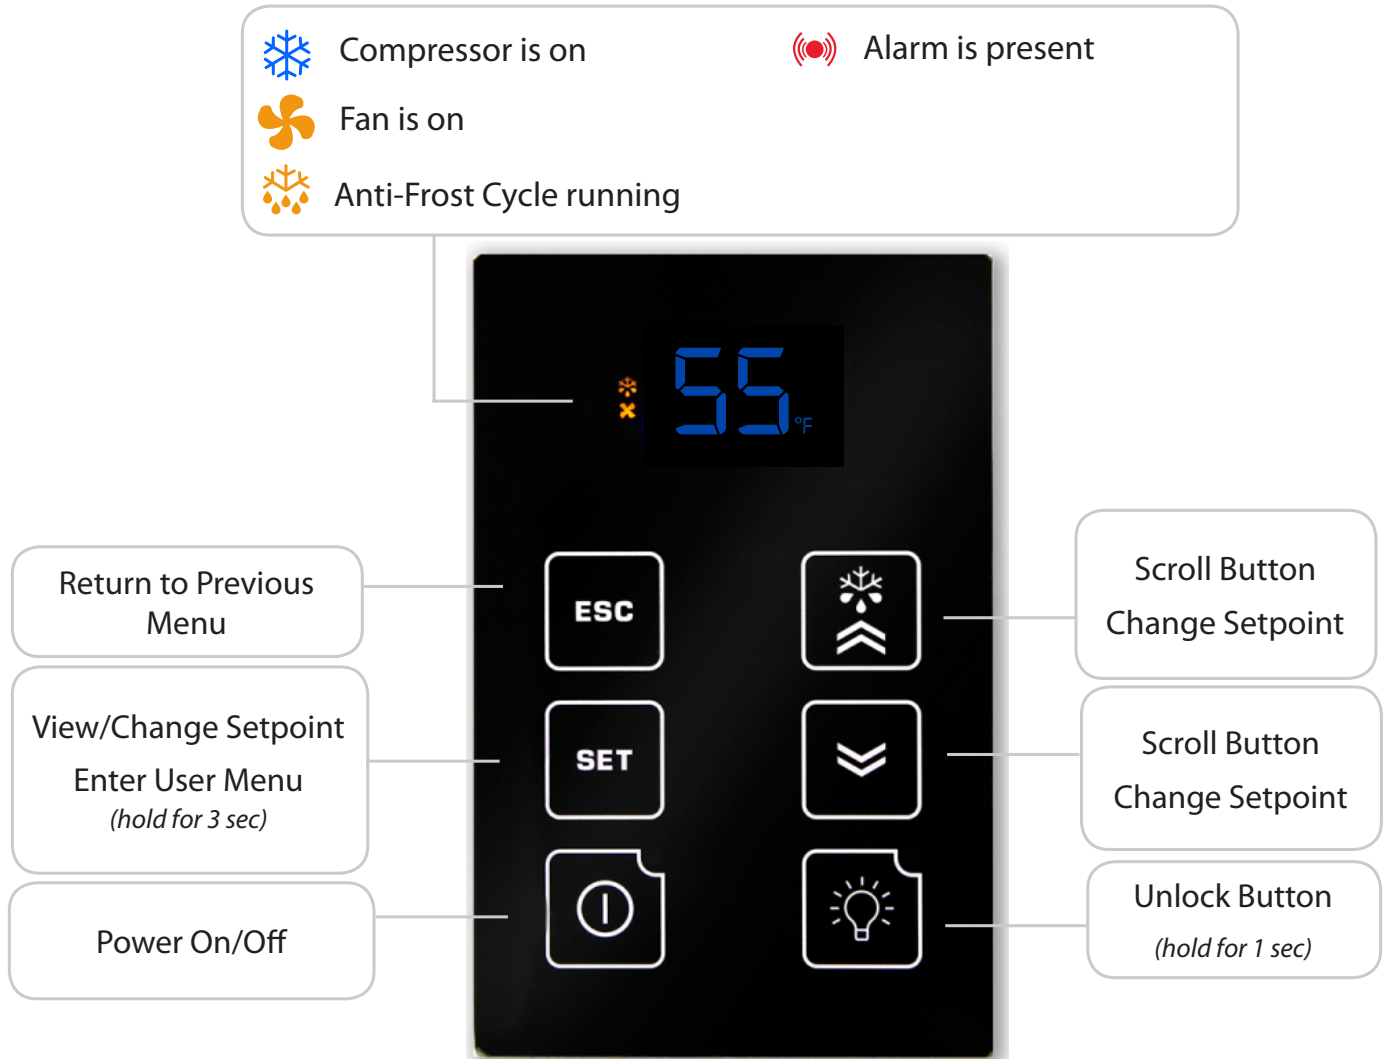 Compressor is on
Alarm is present
Fan is on
Anti-Frost Cycle running
55 °F
Return to Previous
Menu
ESC
Scroll Button
Change Setpoint
View/Change Setpoint
Enter User Menu
(hold for 3 sec)
SET
Scroll Button
Change Setpoint
Power On/Off
Unlock Button
(hold for 1 sec)